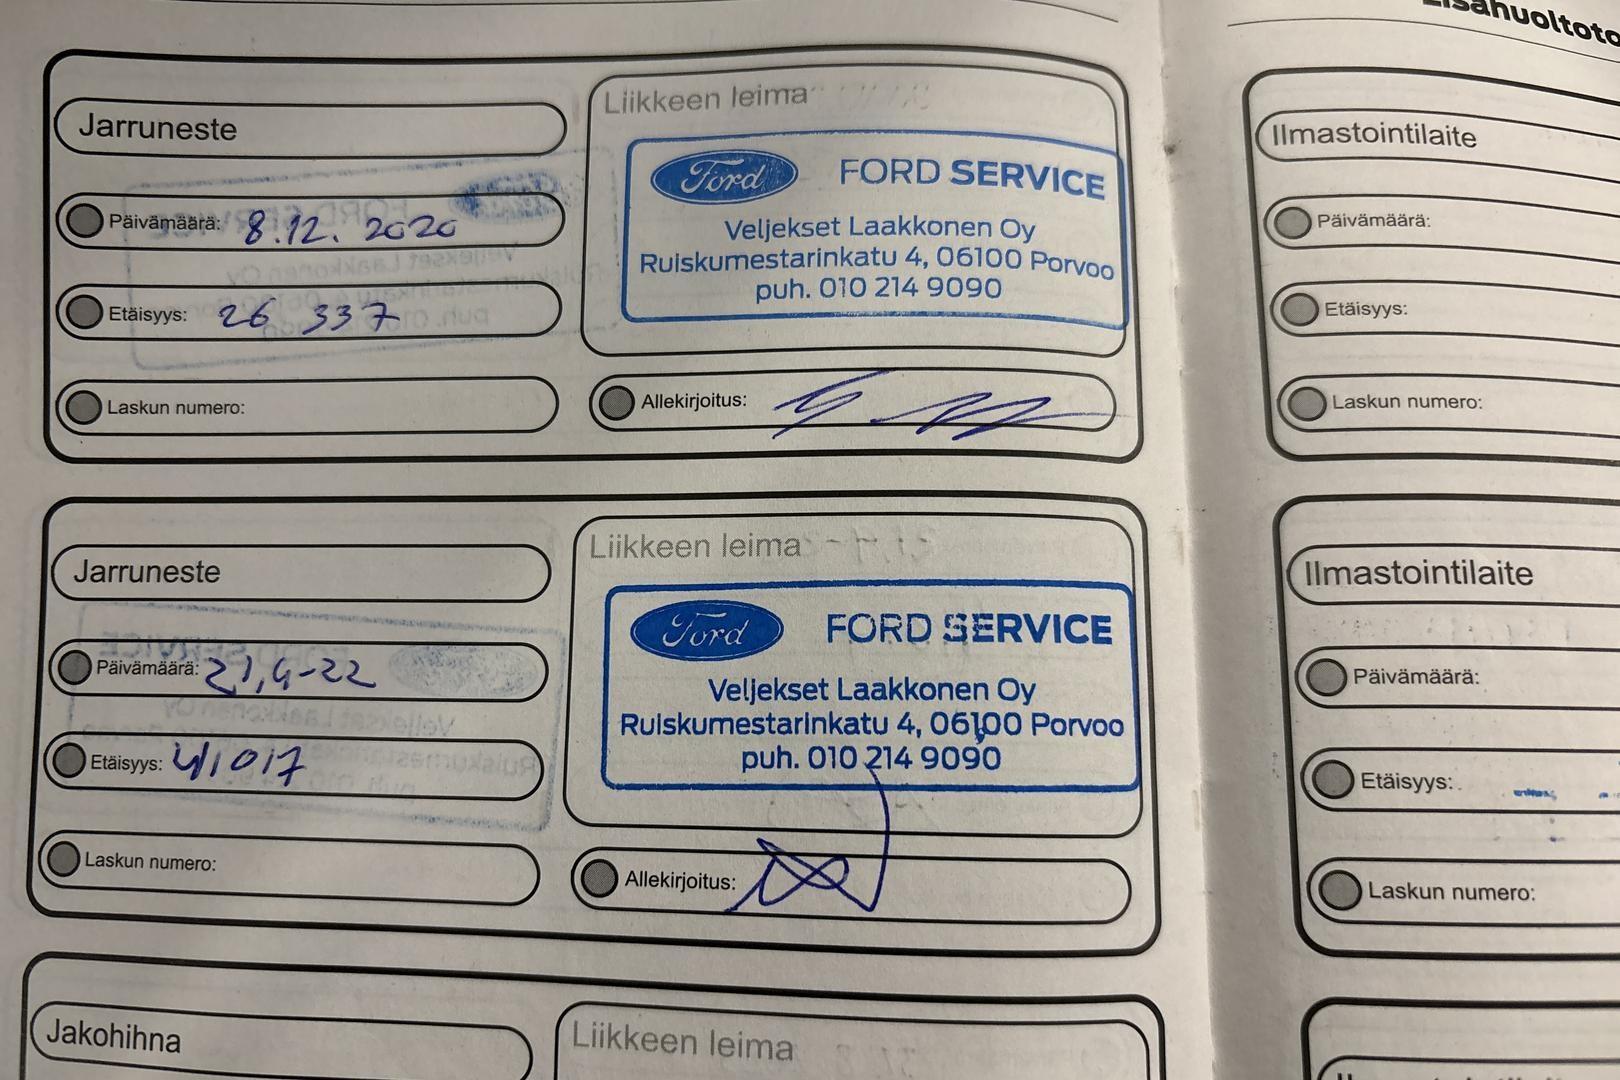 Lisähuoltoto
Jarruneste
Päivämäärä: 8.12.2020
Etäisyys: 26 337
Laskun numero:
Liikkeen leima
Ford FORD SERVICE
Veljekset Laakkonen Oy
Ruiskumestarinkatu 4, 06100 Porvoo
puh. 010 214 9090
Allekirjoitus:
Jarruneste
Päivämäärä: 21,4-22
Etäisyys: 41017
Laskun numero:
Liikkeen leima
Ford FORD SERVICE
Veljekset Laakkonen Oy
Ruiskumestarinkatu 4, 06100 Porvoo
puh. 010 214 9090
Allekirjoitus:
Jakohihna
Liikkeen leima
Ilmastointilaite
Päivämäärä:
Etäisyys:
Laskun numero:
Ilmastointilaite
Päivämäärä:
Etäisyys:
Laskun numero: